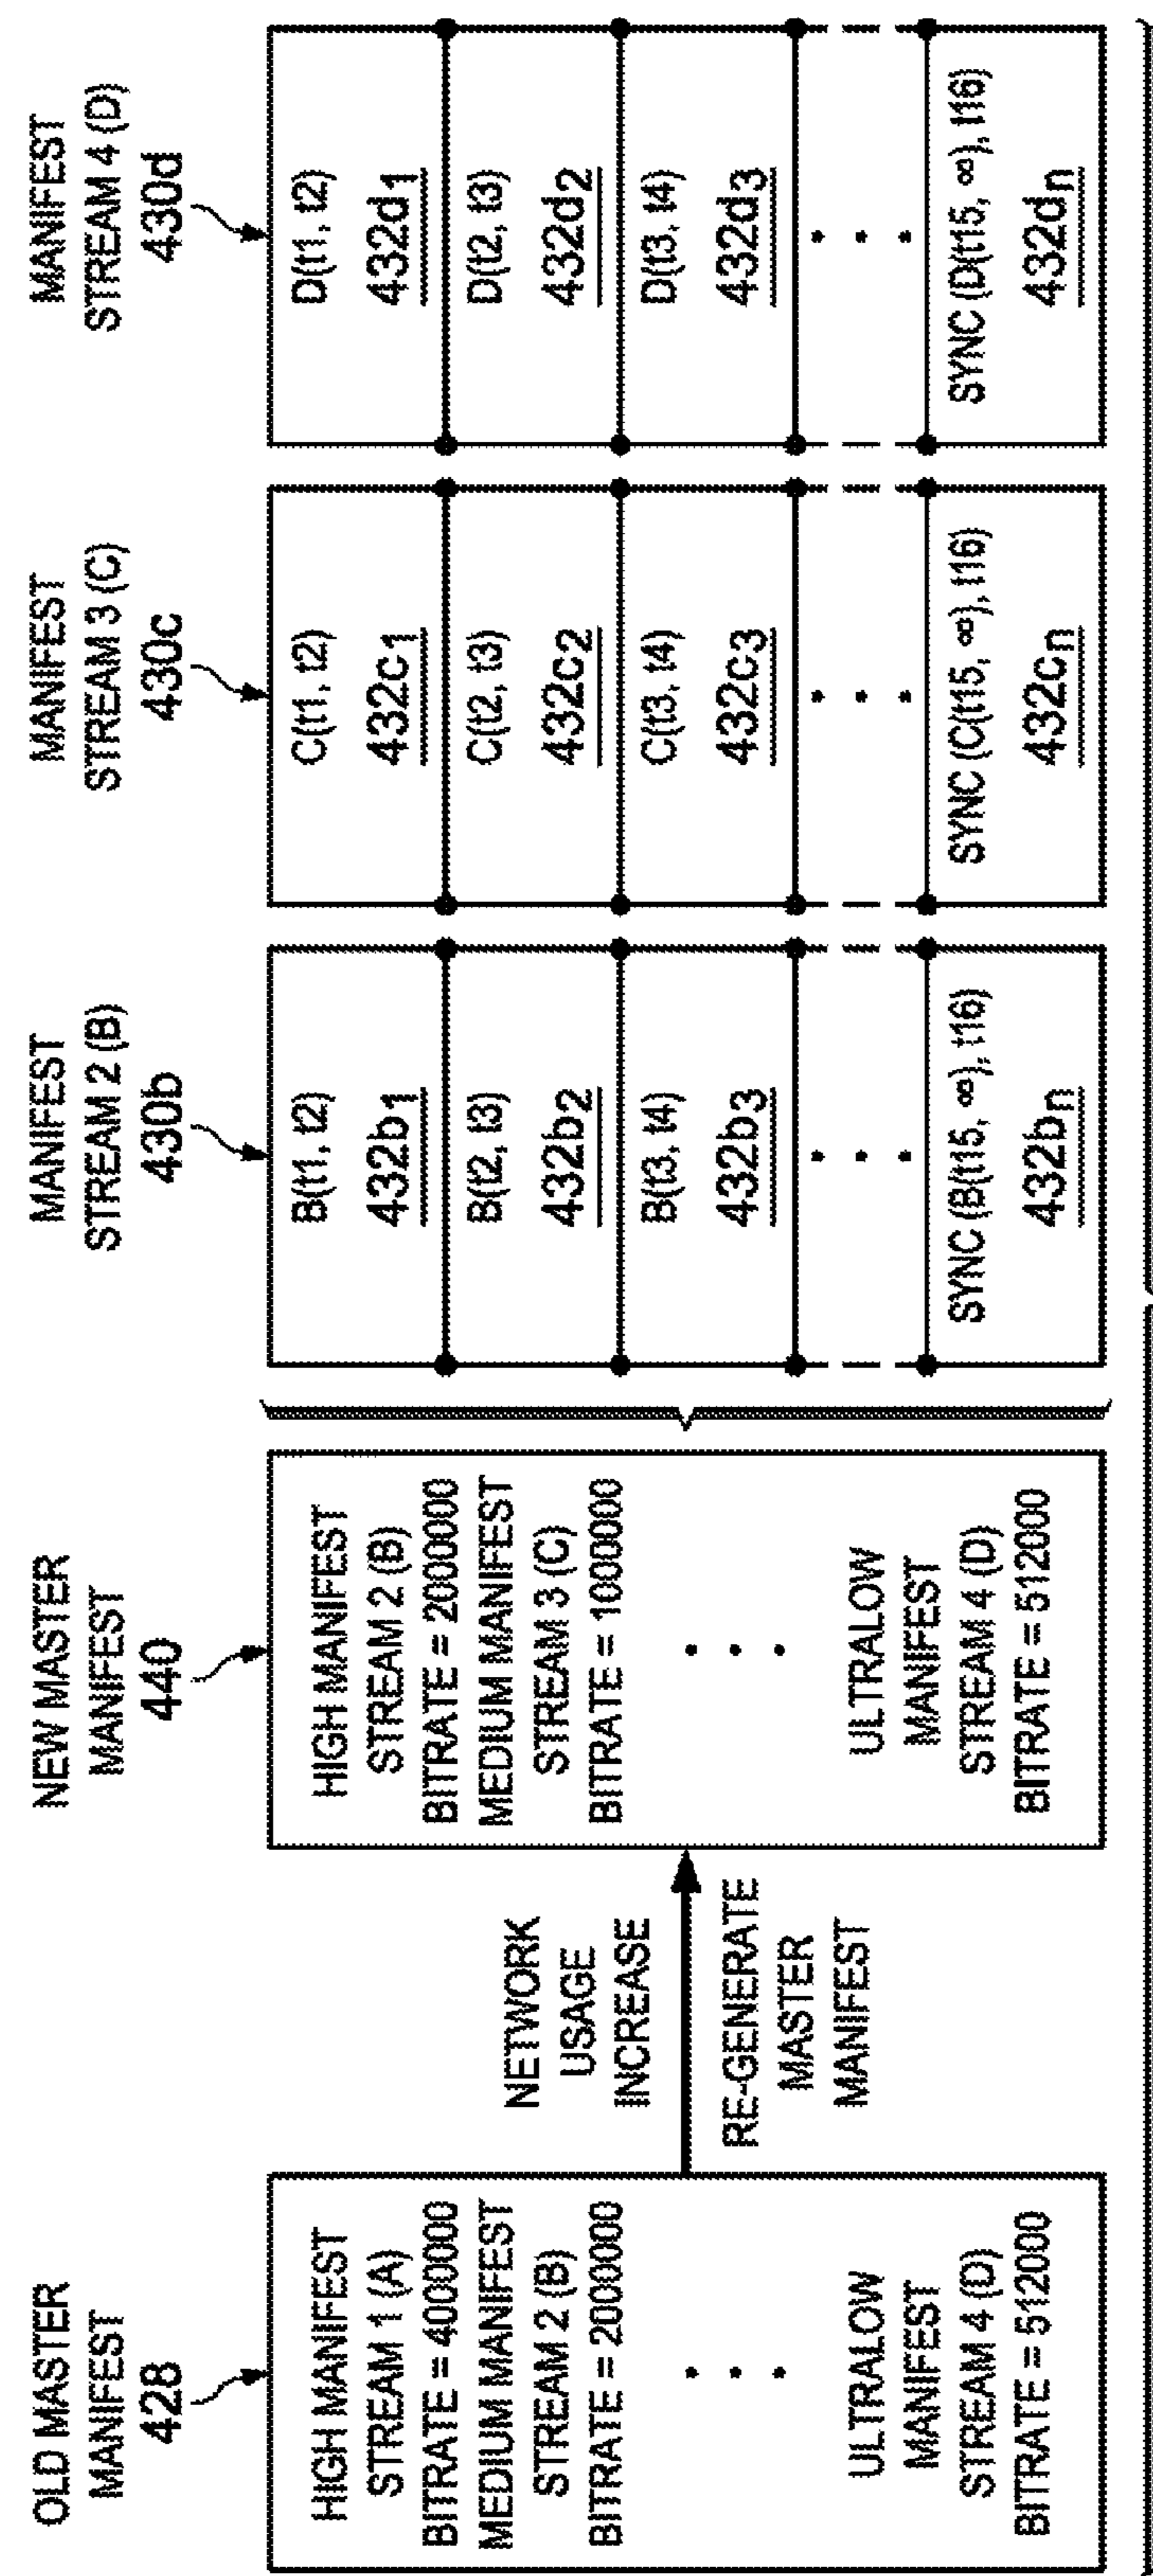 OLD MASTER
MANIFEST
428
HIGH MANIFEST
STREAM 1 (A)
BITRATE = 4000000
MEDIUM MANIFEST
STREAM 2 (B)
BITRATE = 2000000
ULTRALOW
MANIFEST
STREAM 4 (D)
BITRATE = 512000
NETWORK
USAGE
INCREASE
RE-GENERATE
MASTER
MANIFEST
NEW MASTER
MANIFEST
440
HIGH MANIFEST
STREAM 2 (B)
BITRATE = 2000000
MEDIUM MANIFEST
STREAM 3 (C)
BITRATE = 1000000
ULTRALOW
MANIFEST
STREAM 4 (D)
BITRATE = 512000
MANIFEST
STREAM 2 (B)
430b
B(t1, t2)
432b1
B(t2, t3)
432b2
B(t3, t4)
432b3
SYNC (B(t15, ∞), t16)
432bn
MANIFEST
STREAM 3 (C)
430c
C(t1, t2)
432c1
C(t2, t3)
432c2
C(t3, t4)
432c3
SYNC (C(t15, ∞), t16)
432cn
MANIFEST
STREAM 4 (D)
430d
D(t1, t2)
432d1
D(t2, t3)
432d2
D(t3, t4)
432d3
SYNC (D(t15, ∞), t16)
432dn